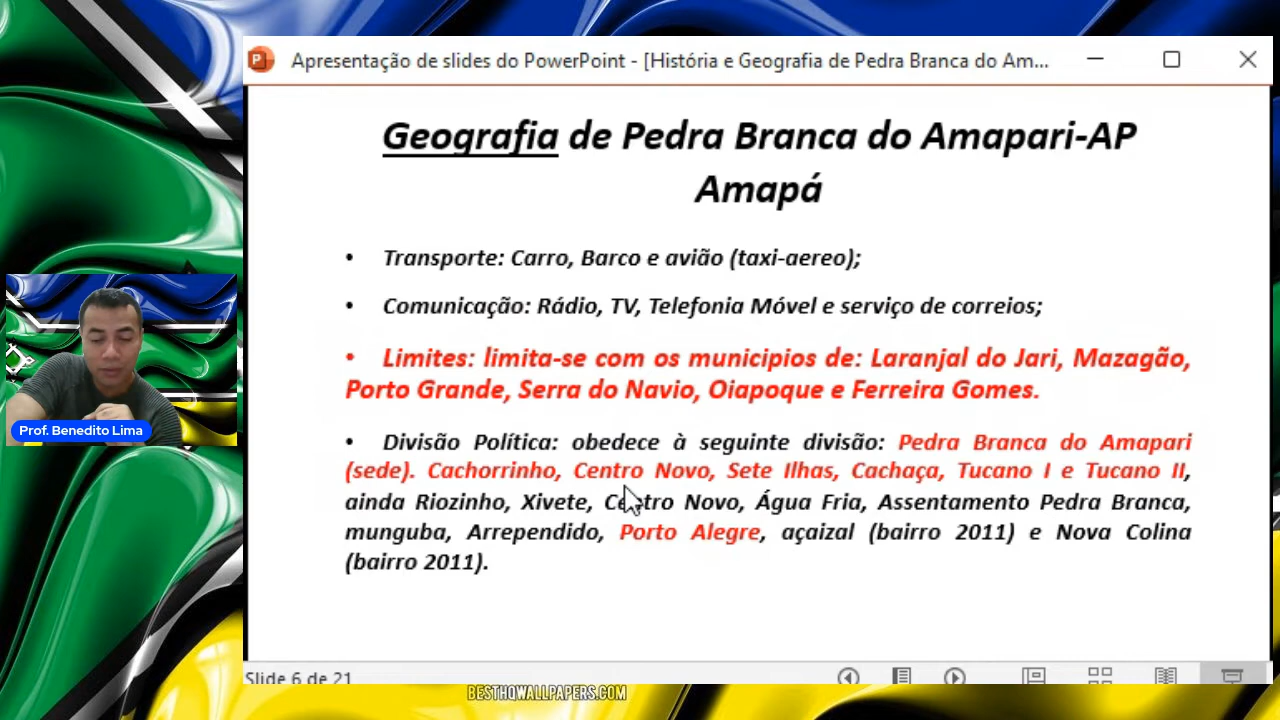 Apresentação de slides do PowerPoint - [História e Geografia de Pedra Branca do Am...
Geografia de Pedra Branca do Amapari-AP
Amapá
• Transporte: Carro, Barco e avião (taxi-aereo);
• Comunicação: Rádio, TV, Telefonia Móvel e serviço de correios;
• Limites: limita-se com os municipios de: Laranjal do Jari, Mazagão,
Porto Grande, Serra do Navio, Oiapoque e Ferreira Gomes.
• Divisão Política: obedece à seguinte divisão: Pedra Branca do Amapari
(sede). Cachorrinho, Centro Novo, Sete Ilhas, Cachaça, Tucano I e Tucano II,
ainda Riozinho, Xivete, Centro Novo, Água Fria, Assentamento Pedra Branca,
munguba, Arrependido, Porto Alegre, açaizal (bairro 2011) e Nova Colina
(bairro 2011).
Prof. Benedito Lima
Slide 6 de 21
BESTHQWALLPAPERS.COM